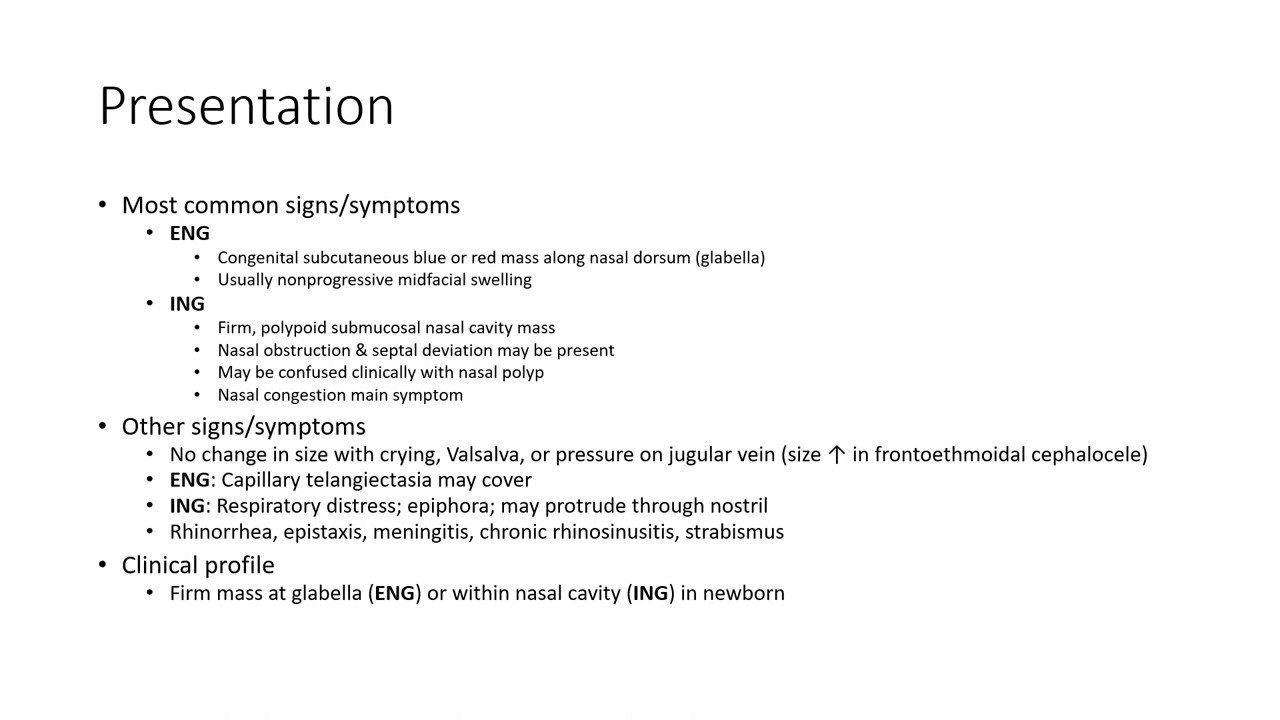 Presentation
• Most common signs/symptoms
• ENG
• Congenital subcutaneous blue or red mass along nasal dorsum (glabella)
• Usually nonprogressive midfacial swelling
• ING
• Firm, polypoid submucosal nasal cavity mass
• Nasal obstruction & septal deviation may be present
• May be confused clinically with nasal polyp
• Nasal congestion main symptom
• Other signs/symptoms
• No change in size with crying, Valsalva, or pressure on jugular vein (size ↑ in frontoethmoidal cephalocele)
• ENG: Capillary telangiectasia may cover
• ING: Respiratory distress; epiphora; may protrude through nostril
• Rhinorrhea, epistaxis, meningitis, chronic rhinosinusitis, strabismus
• Clinical profile
• Firm mass at glabella (ENG) or within nasal cavity (ING) in newborn